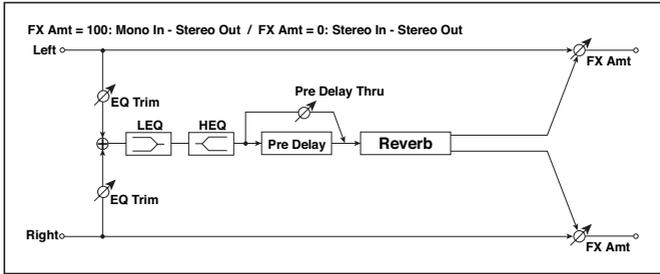 FX Amt = 100: Mono In - Stereo Out / FX Amt = 0: Stereo In - Stereo Out
Left
FX Amt
Pre Delay Thru
EQ Trim
LEQ
HEQ
Pre Delay
Reverb
EQ Trim
Right
FX Amt